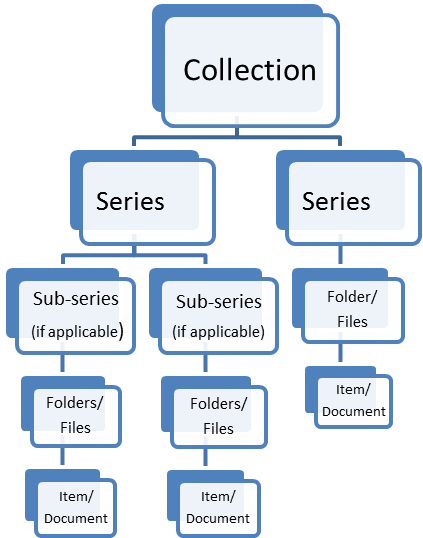 Collection
Series
Series
Sub-series
(if applicable)
Sub-series
(if applicable)
Folder/
Files
Folders/
Files
Folders/
Files
Item/
Document
Item/
Document
Item/
Document